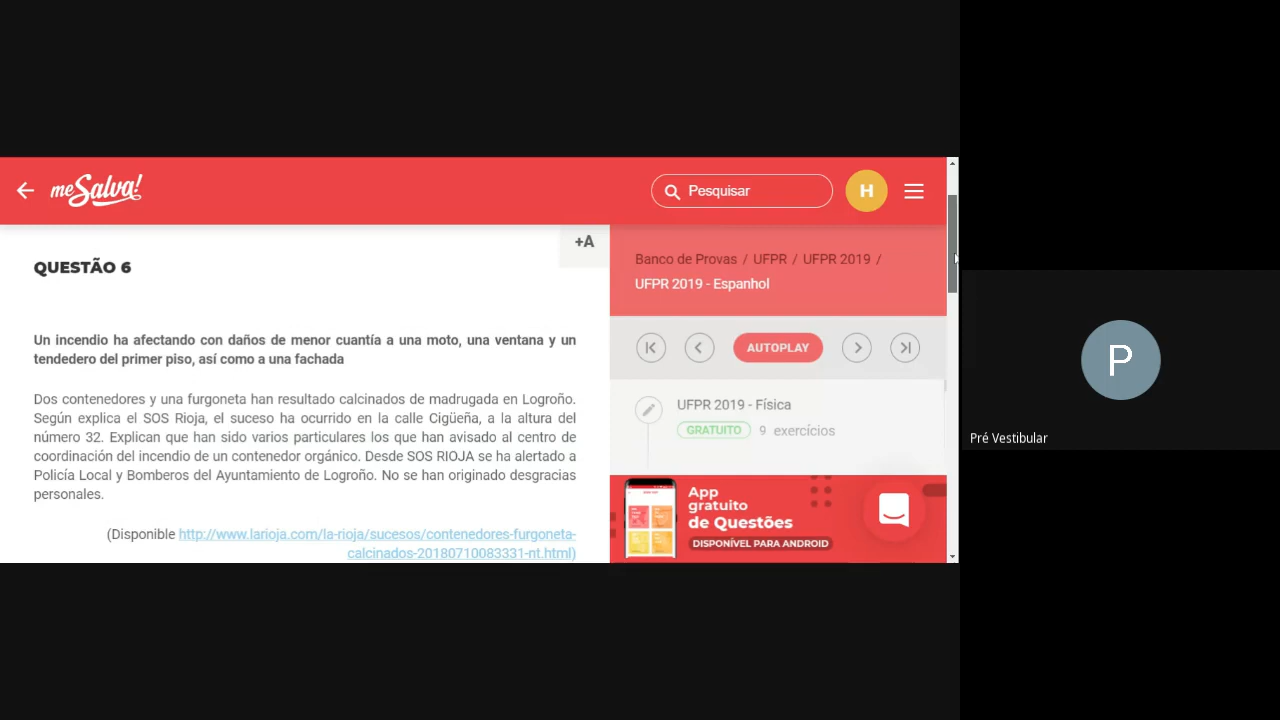 me Salva!
Pesquisar
H
+A
QUESTÃO 6
Un incendio ha afectando con daños de menor cuantía a una moto, una ventana y un
tendedero del primer piso, así como a una fachada
Dos contenedores y una furgoneta han resultado calcinados de madrugada en Logroño.
Según explica el SOS Rioja, el suceso ha ocurrido en la calle Cigüeña, a la altura del
número 32. Explican que han sido varios particulares los que han avisado al centro de
coordinación del incendio de un contenedor orgánico. Desde SOS RIOJA se ha alertado a
Policía Local y Bomberos del Ayuntamiento de Logroño. No se han originado desgracias
personales.
(Disponible http://www.larioja.com/la-rioja/sucesos/contenedores-furgoneta-
calcinados-20180710083331-nt.html)
Banco de Provas / UFPR / UFPR 2019 /
UFPR 2019 - Espanhol
AUTOPLAY
UFPR 2019 - Física
GRATUITO 9 exercícios
App
gratuito
de Questões
DISPONÍVEL PARA ANDROID
P
Pré Vestibular